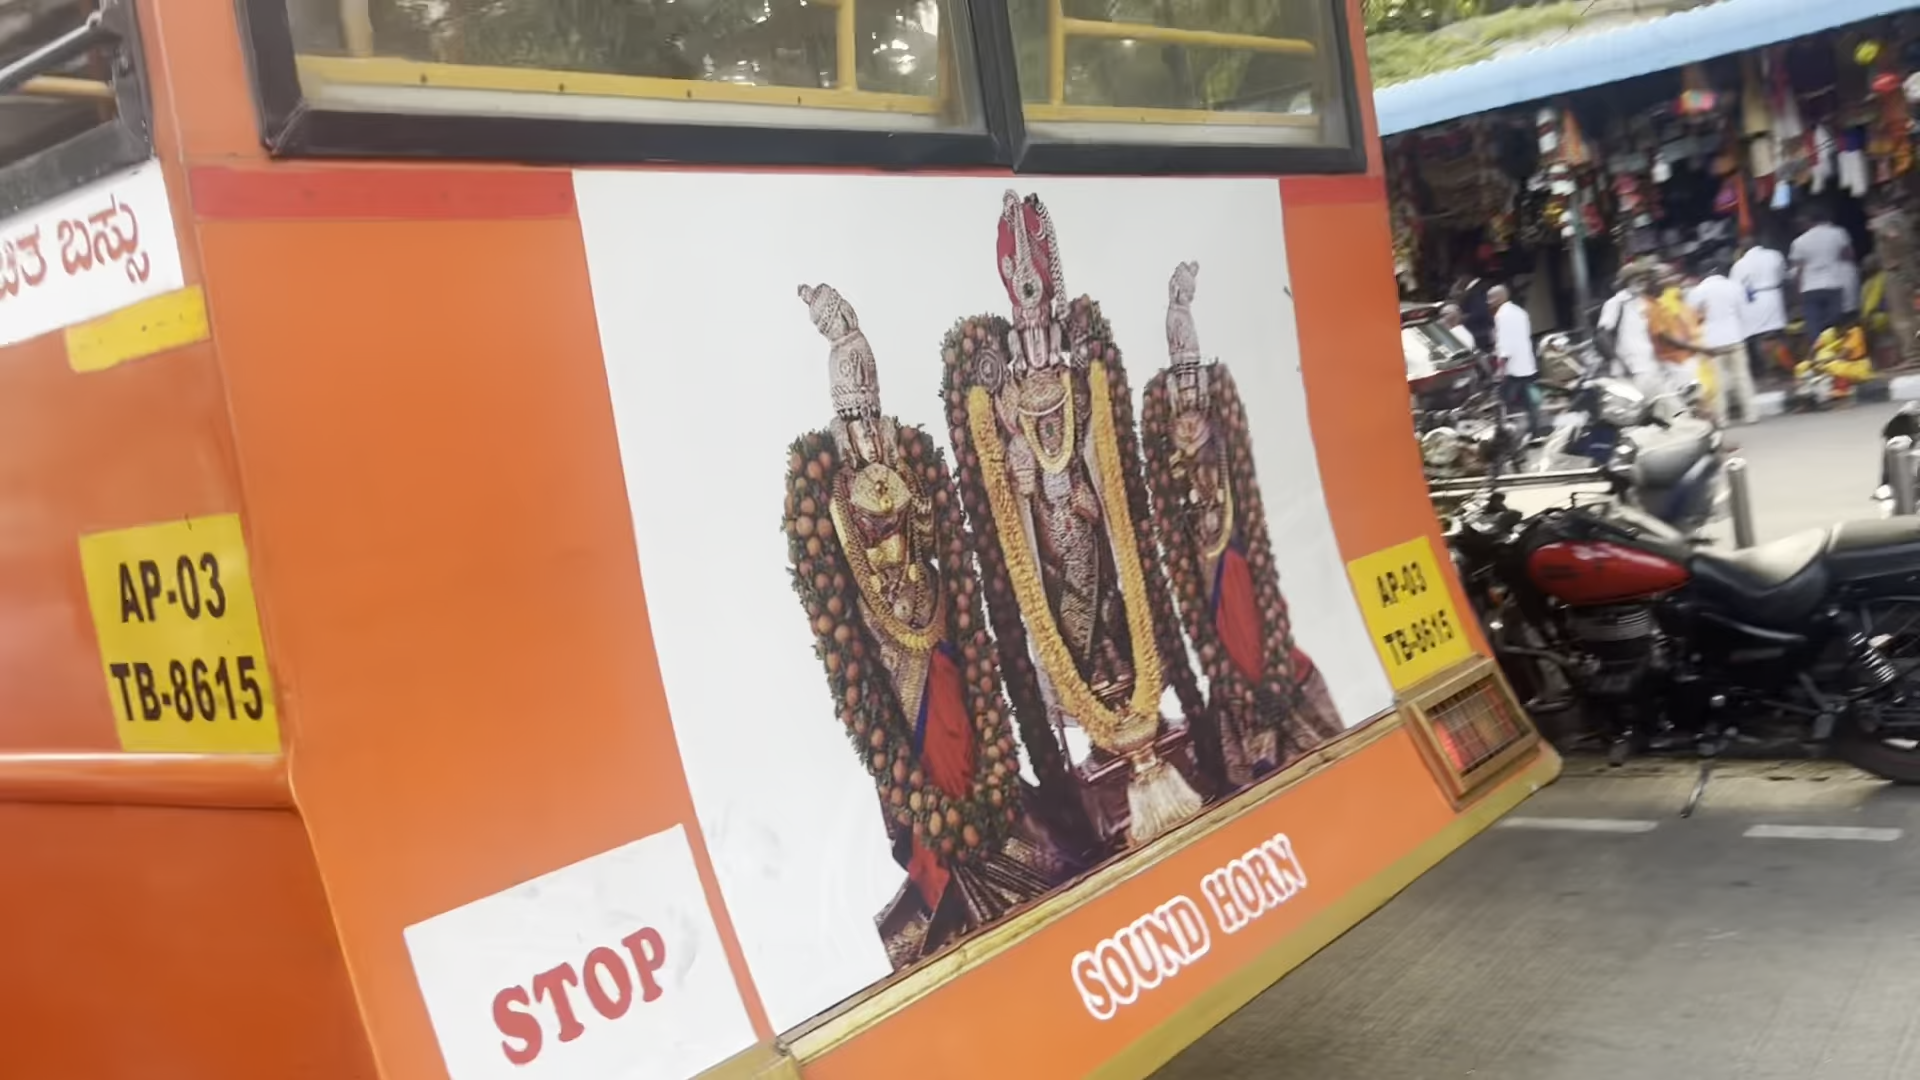 ಬಸ್ಸು
AP-03
TB-8615
STOP
SOUND HORN
AP-03
TB-8615